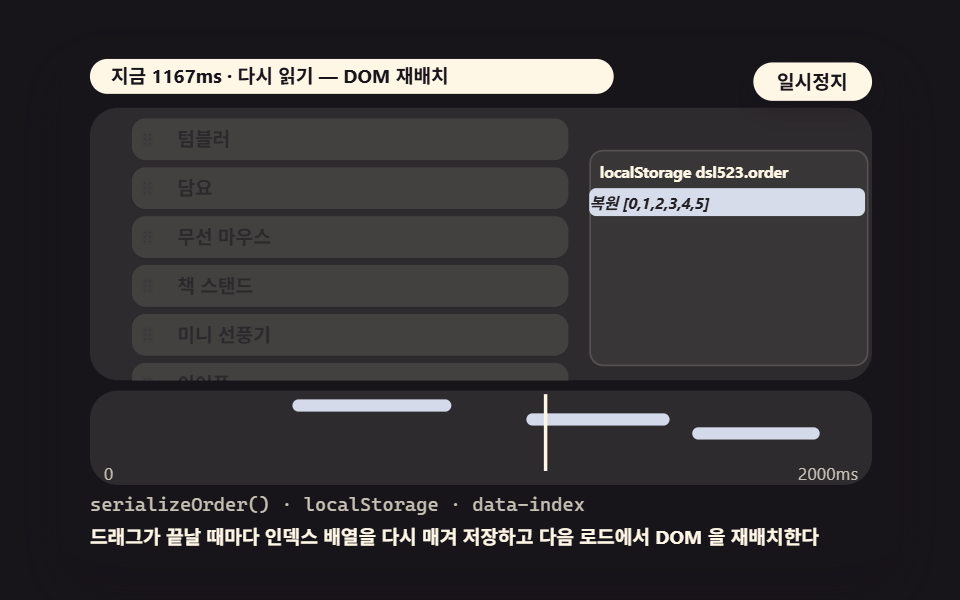 지금 1167ms · 다시 읽기 — DOM 재배치
일시정지
텀블러
담요
무선 마우스
책 스탠드
미니 선풍기
localStorage dsl523.order
복원 [0,1,2,3,4,5]
0
2000ms
serializeOrder() · localStorage · data-index
드래그가 끝날 때마다 인덱스 배열을 다시 매겨 저장하고 다음 로드에서 DOM 을 재배치한다